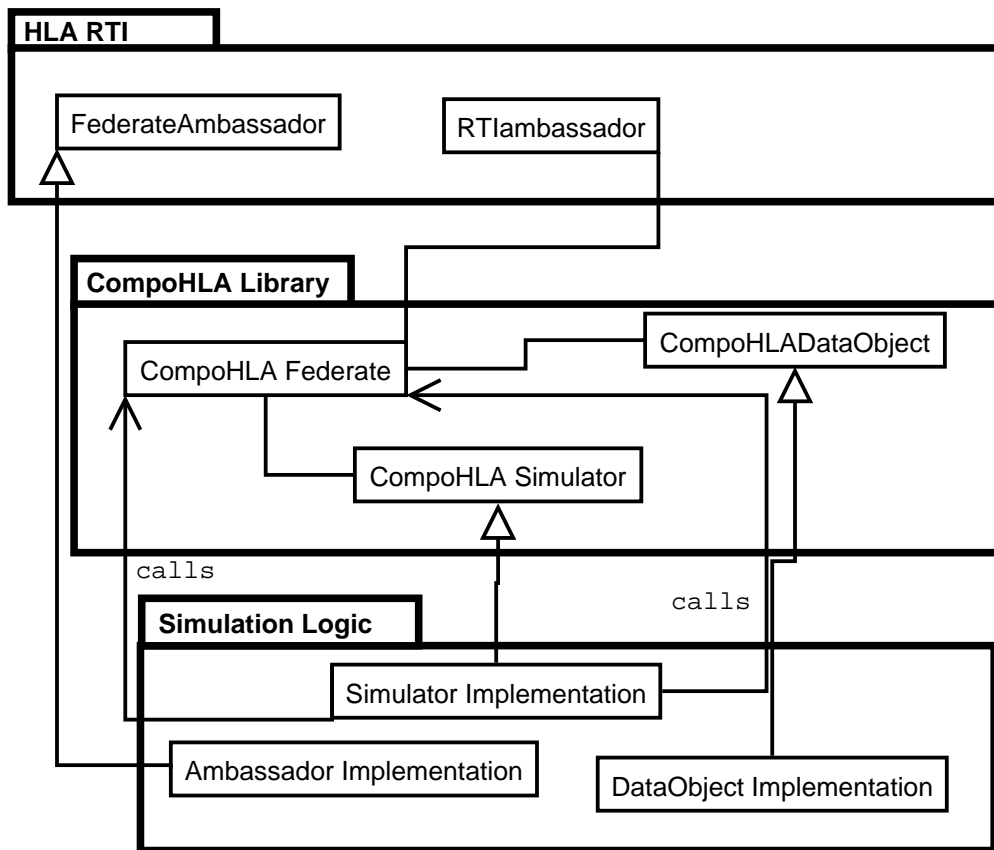 HLA RTI
FederateAmbassador
RTIambassador
CompoHLA Library
CompoHLADataObject
CompoHLA Federate
CompoHLA Simulator
calls
calls
Simulation Logic
Simulator Implementation
Ambassador Implementation
DataObject Implementation